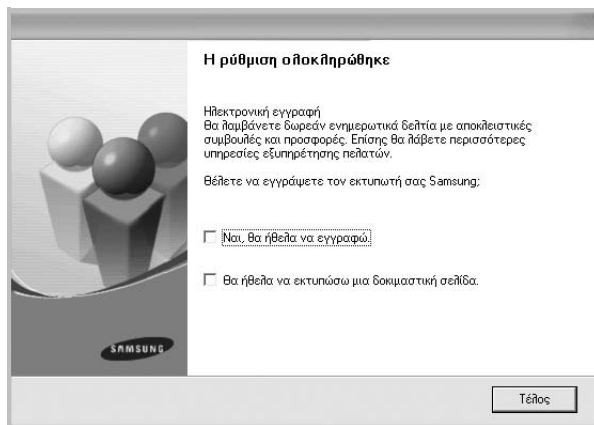 Η ρύθμιση ολοκληρώθηκε
Ηλεκτρονική εγγραφή
Θα λαμβάνετε δωρεάν ενημερωτικά δελτία με αποκλειστικές
συμβουλές και προσφορές. Επίσης θα λάβετε περισσότερες
υπηρεσίες εξυπηρέτησης πελατών.
Θέλετε να εγγράψετε τον εκτυπωτή σας Samsung;
Ναι, θα ήθελα να εγγραφώ.
Θα ήθελα να εκτυπώσω μια δοκιμαστική σελίδα.
SAMSUNG
Τέλος